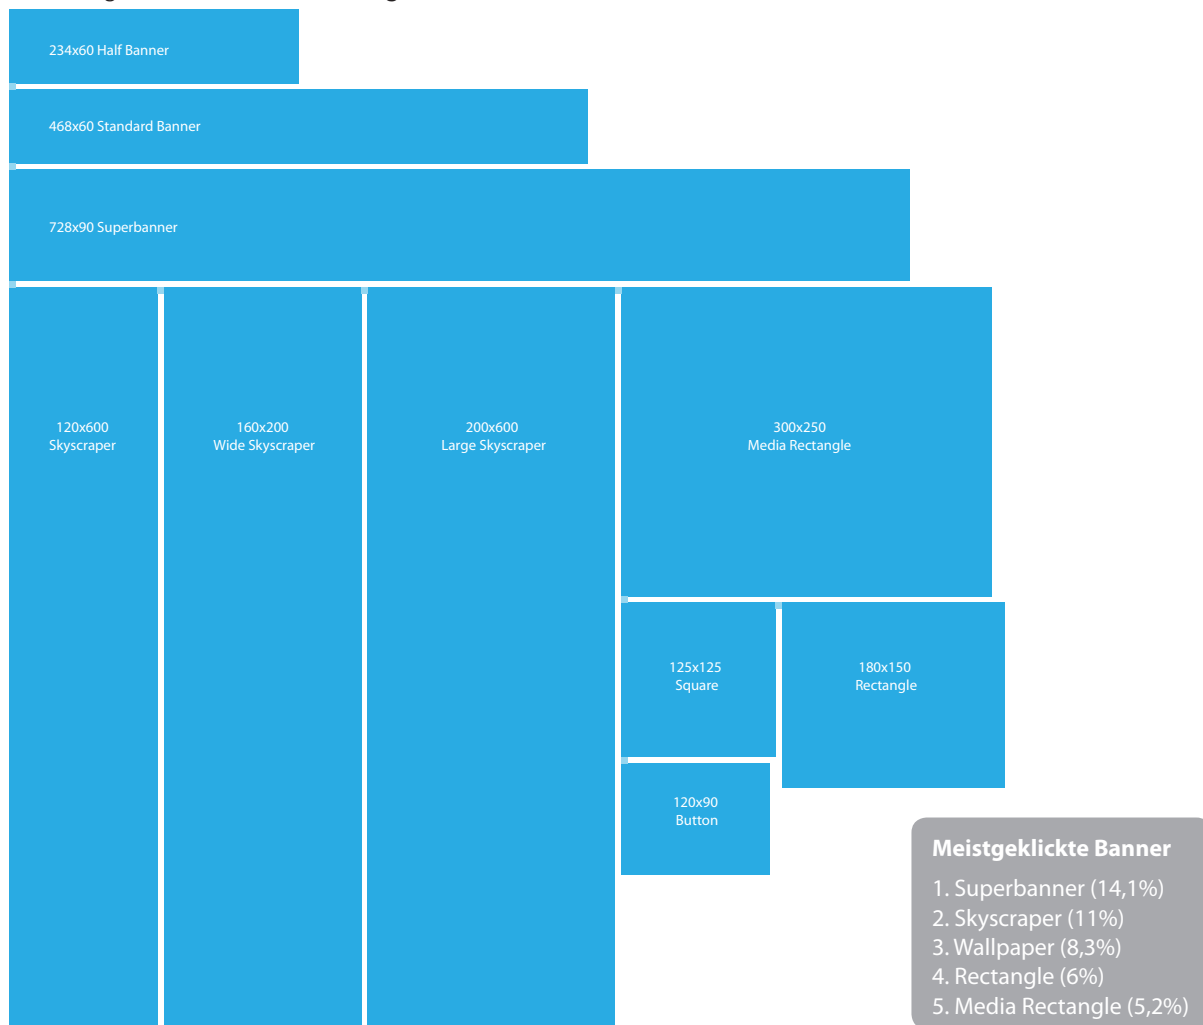 234x60 Half Banner
468x60 Standard Banner
728x90 Superbanner
120x600
Skyscraper
160x200
Wide Skyscraper
200x600
Large Skyscraper
300x250
Media Rectangle
125x125
Square
180x150
Rectangle
120x90
Button
Meistgeklickte Banner
1. Superbanner (14,1%)
2. Skyscraper (11%)
3. Wallpaper (8,3%)
4. Rectangle (6%)
5. Media Rectangle (5,2%)